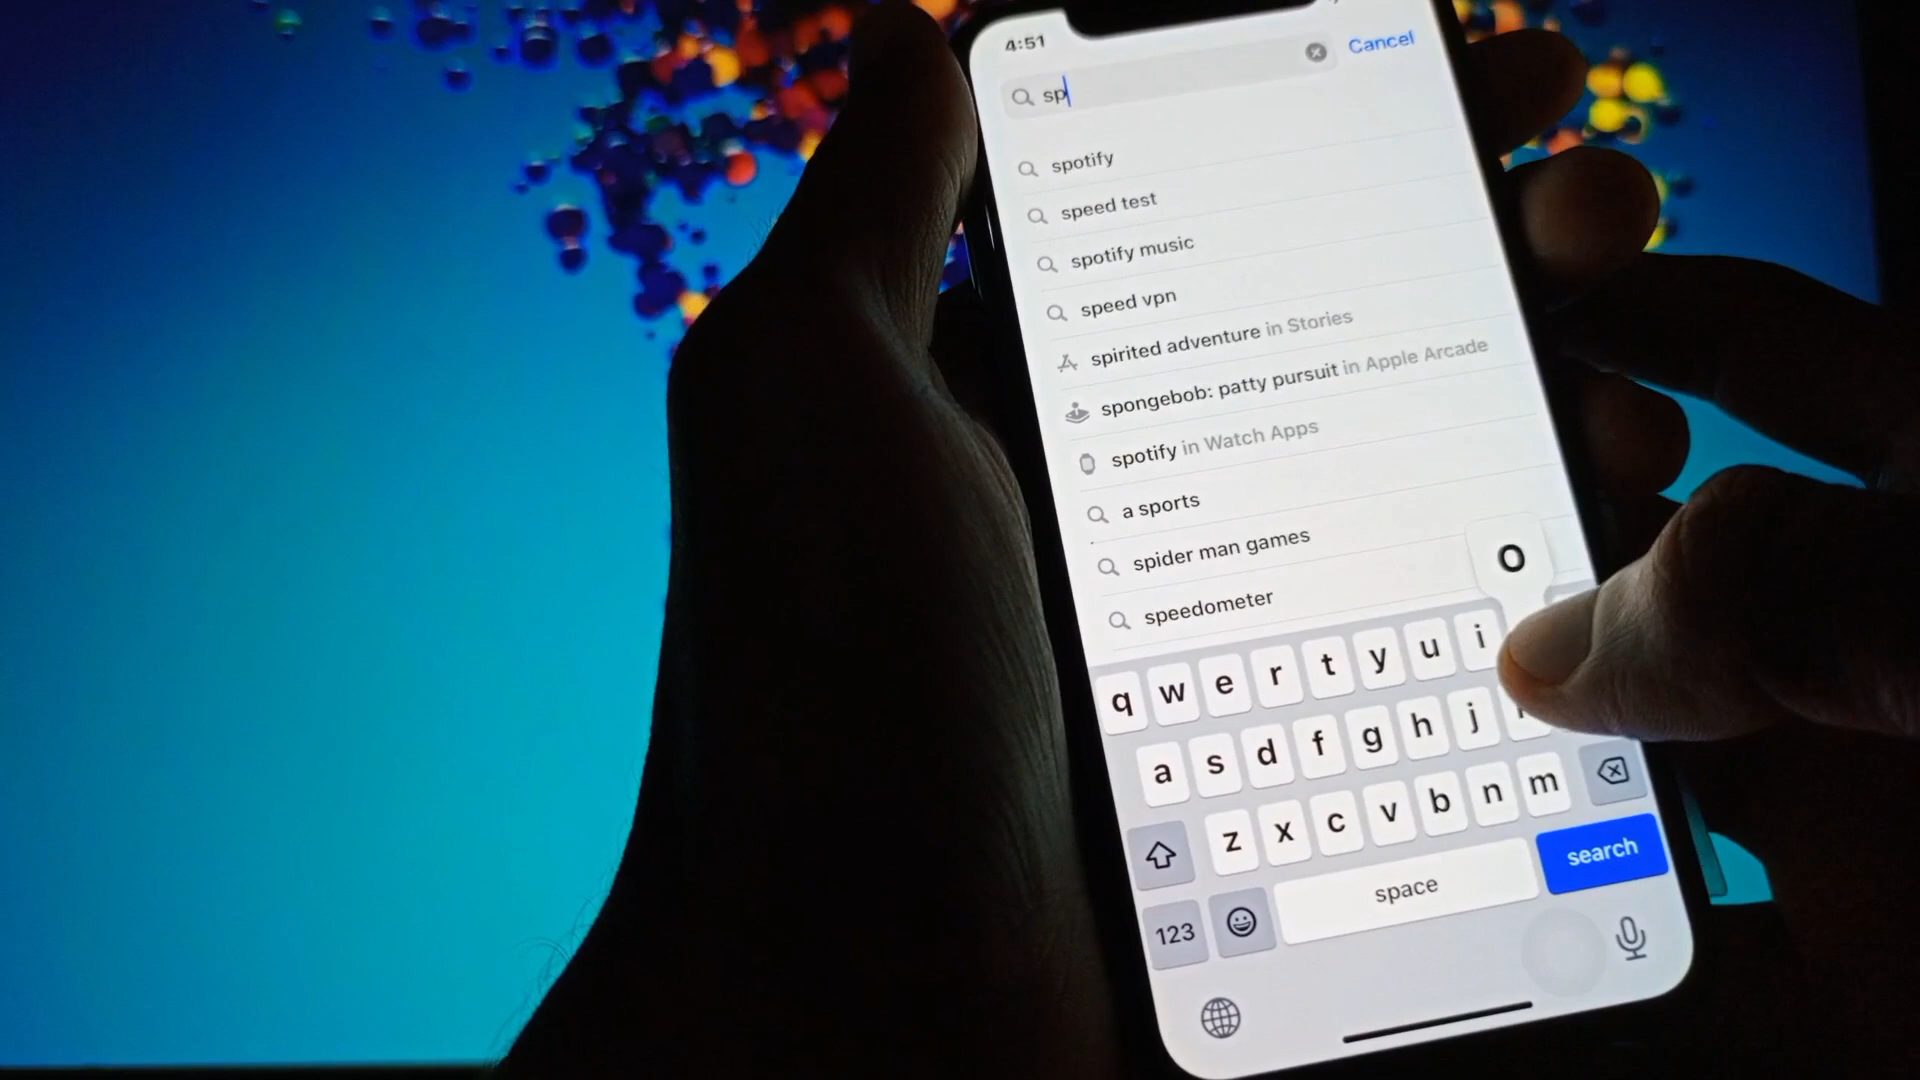 4:51
sp
Cancel
spotify
speed test
spotify music
speed vpn
spirited adventure in Stories
spongebob: patty pursuit in Apple Arcade
spotify in Watch Apps
a sports
spider man games
speedometer
o
q w e r t y u i
a s d f g h j
z x c v b n m
123 space search